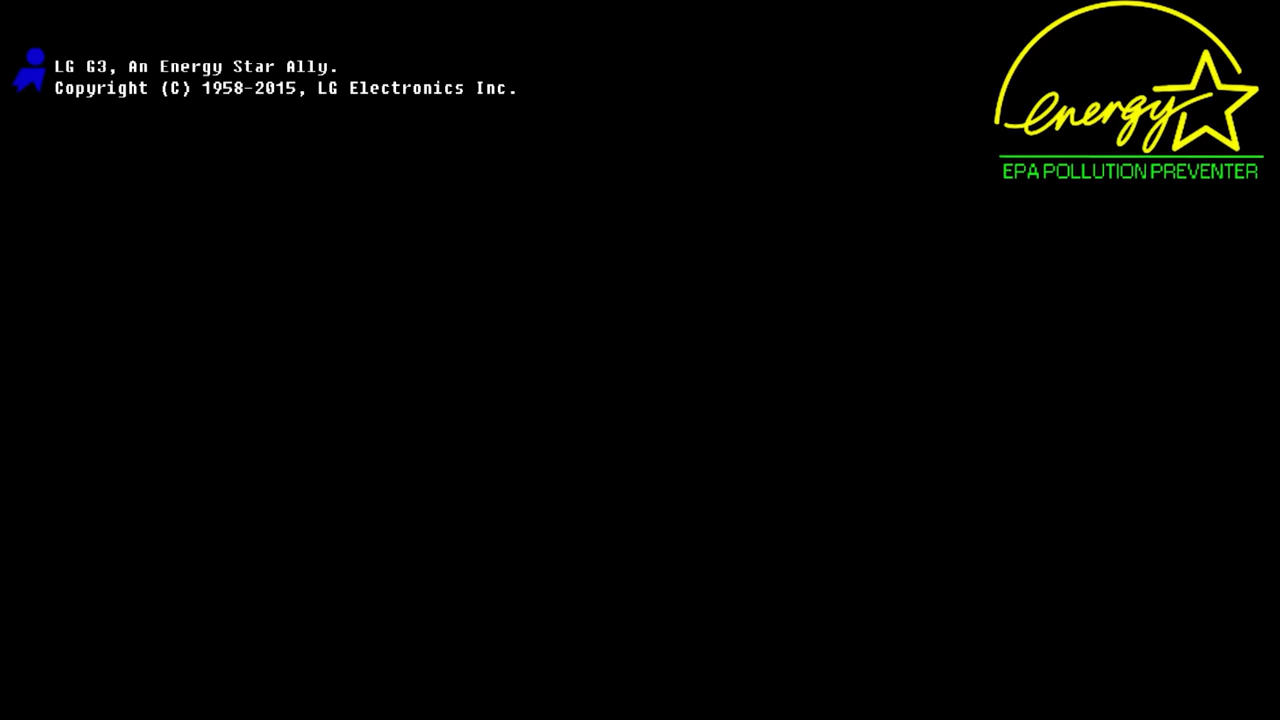 LG G3, An Energy Star Ally.
Copyright (C) 1958-2015, LG Electronics Inc.
energy
EPA POLLUTION PREVENTER